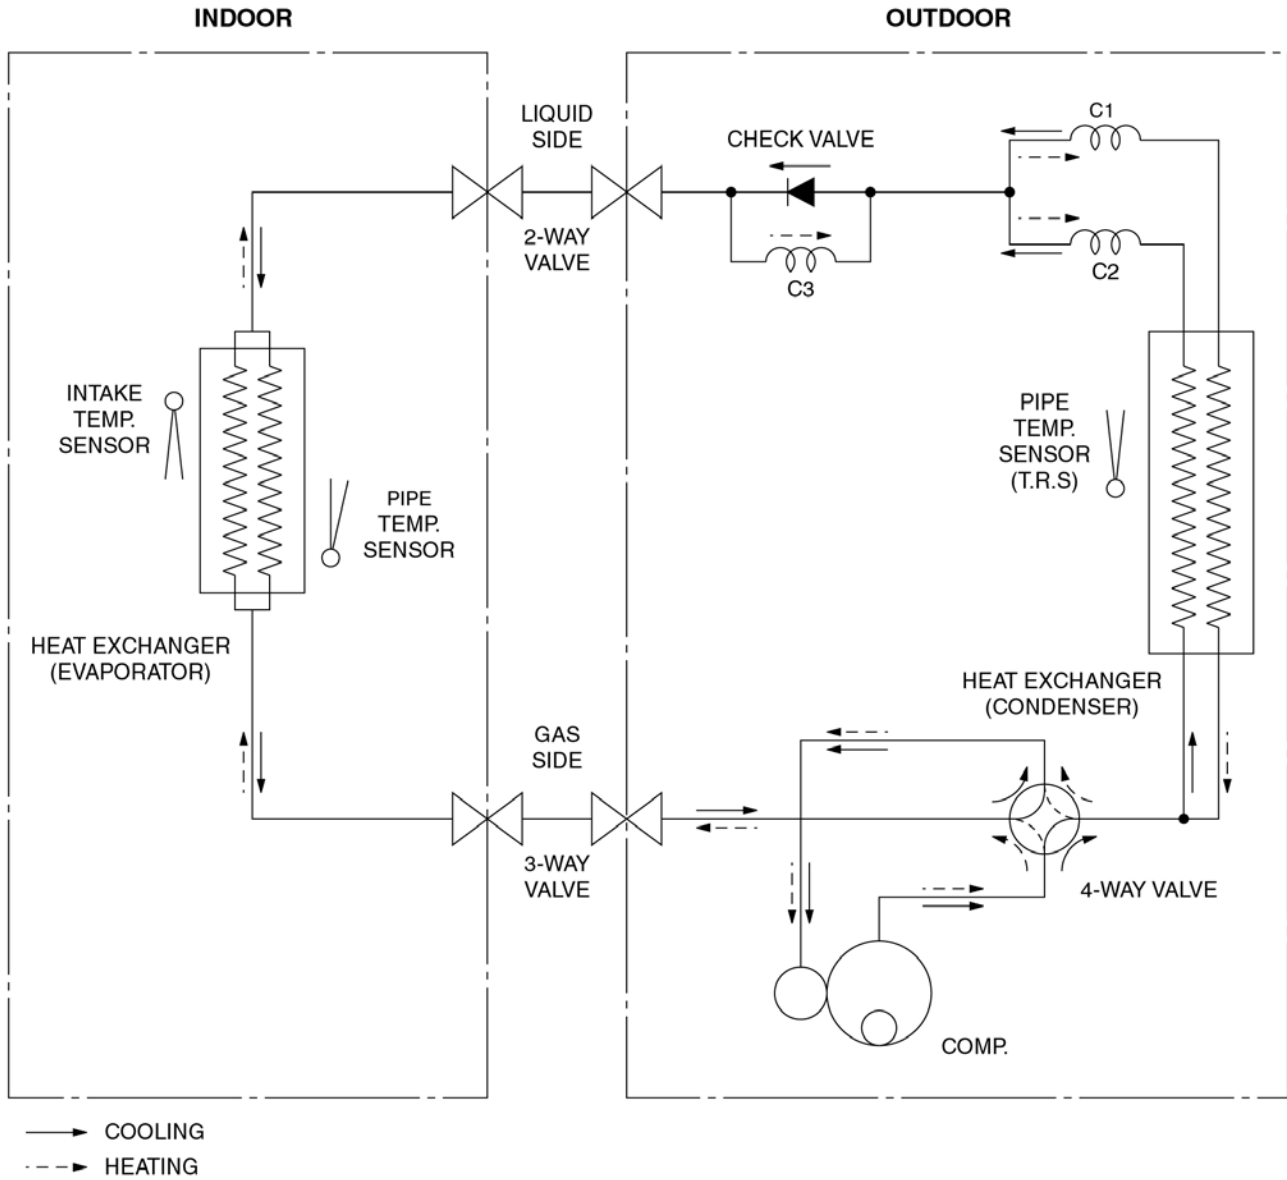 INDOOR
OUTDOOR
LIQUID
SIDE
CHECK VALVE
C1
2-WAY
VALVE
C3
C2
INTAKE
TEMP.
SENSOR
PIPE
TEMP.
SENSOR
PIPE
TEMP.
SENSOR
(T.R.S)
HEAT EXCHANGER
(EVAPORATOR)
HEAT EXCHANGER
(CONDENSER)
GAS
SIDE
3-WAY
VALVE
4-WAY VALVE
COMP.
COOLING
HEATING